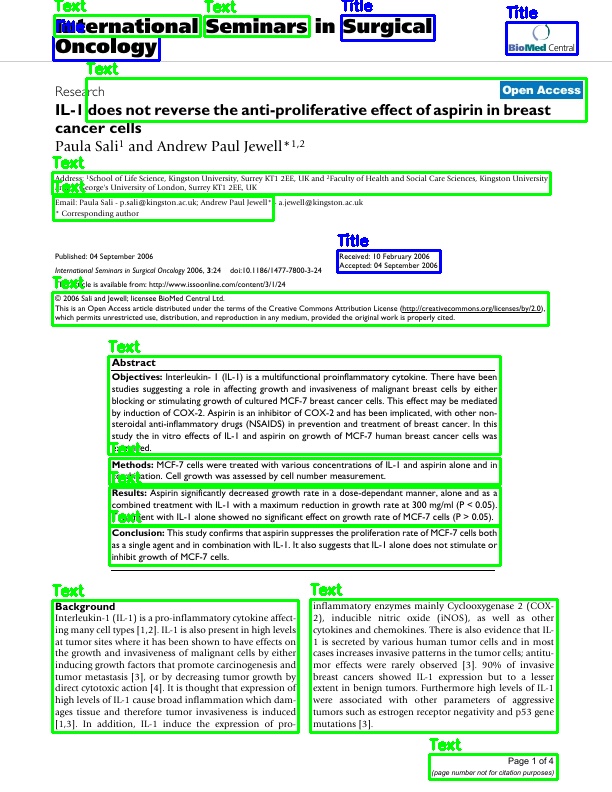 Text
Text
Title
Title
International Seminars in Surgical
Oncology
BioMed Central
Text
Research
Open Access
IL-1 does not reverse the anti-proliferative effect of aspirin in breast
cancer cells
Paula Sali1 and Andrew Paul Jewell*1,2
Text
Address: 1School of Life Science, Kingston University, Surrey KT1 2EE, UK and 2Faculty of Health and Social Care Sciences, Kingston University
George's University of London, Surrey KT1 2EE, UK
Text
Email: Paula Sali - p.sali@kingston.ac.uk; Andrew Paul Jewell* - a.jewell@kingston.ac.uk
* Corresponding author
Title
Published: 04 September 2006
Received: 10 February 2006
Accepted: 04 September 2006
International Seminars in Surgical Oncology 2006, 3:24 doi:10.1186/1477-7800-3-24
Text
article is available from: http://www.issoonline.com/content/3/1/24
© 2006 Sali and Jewell; licensee BioMed Central Ltd.
This is an Open Access article distributed under the terms of the Creative Commons Attribution License (http://creativecommons.org/licenses/by/2.0),
which permits unrestricted use, distribution, and reproduction in any medium, provided the original work is properly cited.
Text
Abstract
Objectives: Interleukin- 1 (IL-1) is a multifunctional proinflammatory cytokine. There have been
studies suggesting a role in affecting growth and invasiveness of malignant breast cells by either
blocking or stimulating growth of cultured MCF-7 breast cancer cells. This effect may be mediated
by induction of COX-2. Aspirin is an inhibitor of COX-2 and has been implicated, with other non-
steroidal anti-inflammatory drugs (NSAIDS) in prevention and treatment of breast cancer. In this
study the in vitro effects of IL-1 and aspirin on growth of MCF-7 human breast cancer cells was
Text
Methods: MCF-7 cells were treated with various concentrations of IL-1 and aspirin alone and in
Text
Cell growth was assessed by cell number measurement.
Results: Aspirin significantly decreased growth rate in a dose-dependant manner, alone and as a
combined treatment with IL-1 with a maximum reduction in growth rate at 300 mg/ml (P < 0.05).
Text
with IL-1 alone showed no significant effect on growth rate of MCF-7 cells (P > 0.05).
Conclusion: This study confirms that aspirin suppresses the proliferation rate of MCF-7 cells both
as a single agent and in combination with IL-1. It also suggests that IL-1 alone does not stimulate or
inhibit growth of MCF-7 cells.
Text
Background
Interleukin-1 (IL-1) is a pro-inflammatory cytokine affect-
ing many cell types [1,2]. IL-1 is also present in high levels
at tumor sites where it has been shown to have effects on
the growth and invasiveness of malignant cells by either
inducing growth factors that promote carcinogenesis and
tumor metastasis [3], or by decreasing tumor growth by
direct cytotoxic action [4]. It is thought that expression of
high levels of IL-1 cause broad inflammation which dam-
ages tissue and therefore tumor invasiveness is induced
[1,3]. In addition, IL-1 induce the expression of pro-
Text
inflammatory enzymes mainly Cyclooxygenase 2 (COX-
2), inducible nitric oxide (iNOS), as well as other
cytokines and chemokines. There is also evidence that IL-
1 is secreted by various human tumor cells and in most
cases increases invasive patterns in the tumor cells; antitu-
mor effects were rarely observed [3]. 90% of invasive
breast cancers showed IL-1 expression but to a lesser
extent in benign tumors. Furthermore high levels of IL-1
were associated with other parameters of aggressive
tumors such as estrogen receptor negativity and p53 gene
mutations [3].
Text
Page 1 of 4
(page number not for citation purposes)